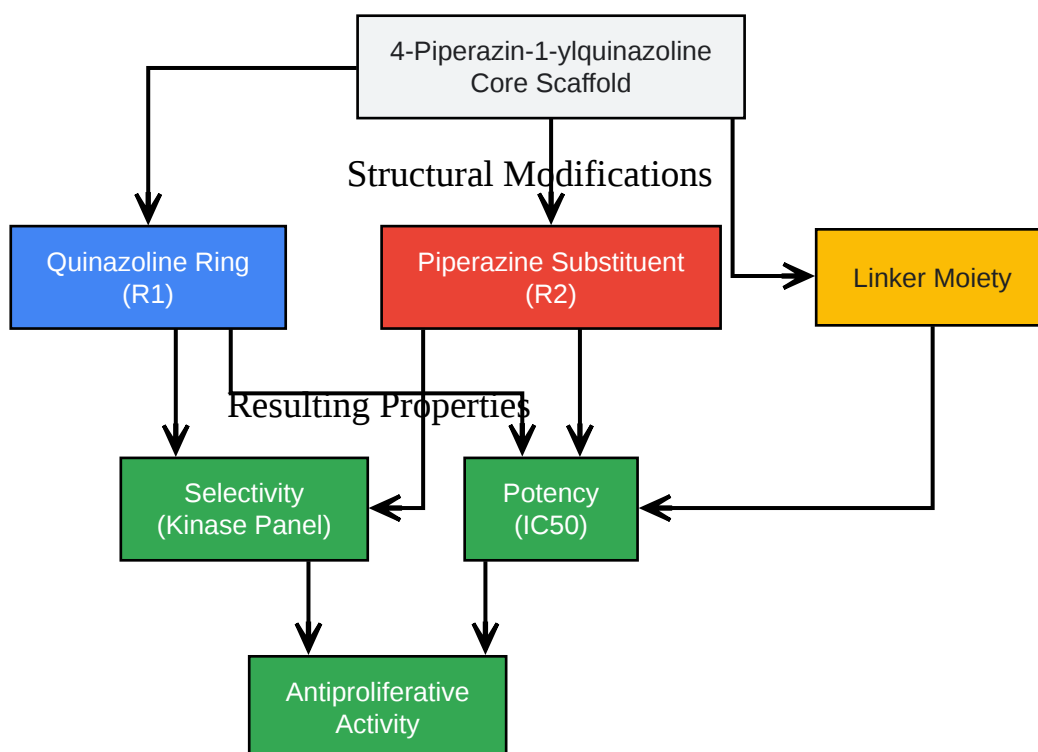 4-Piperazin-1-ylquinazoline
Core Scaffold
Structural Modifications
Quinazoline Ring
(R1)
Piperazine Substituent
(R2)
Linker Moiety
Resulting Properties
Selectivity
(Kinase Panel)
Potency
(IC50)
Antiproliferative
Activity